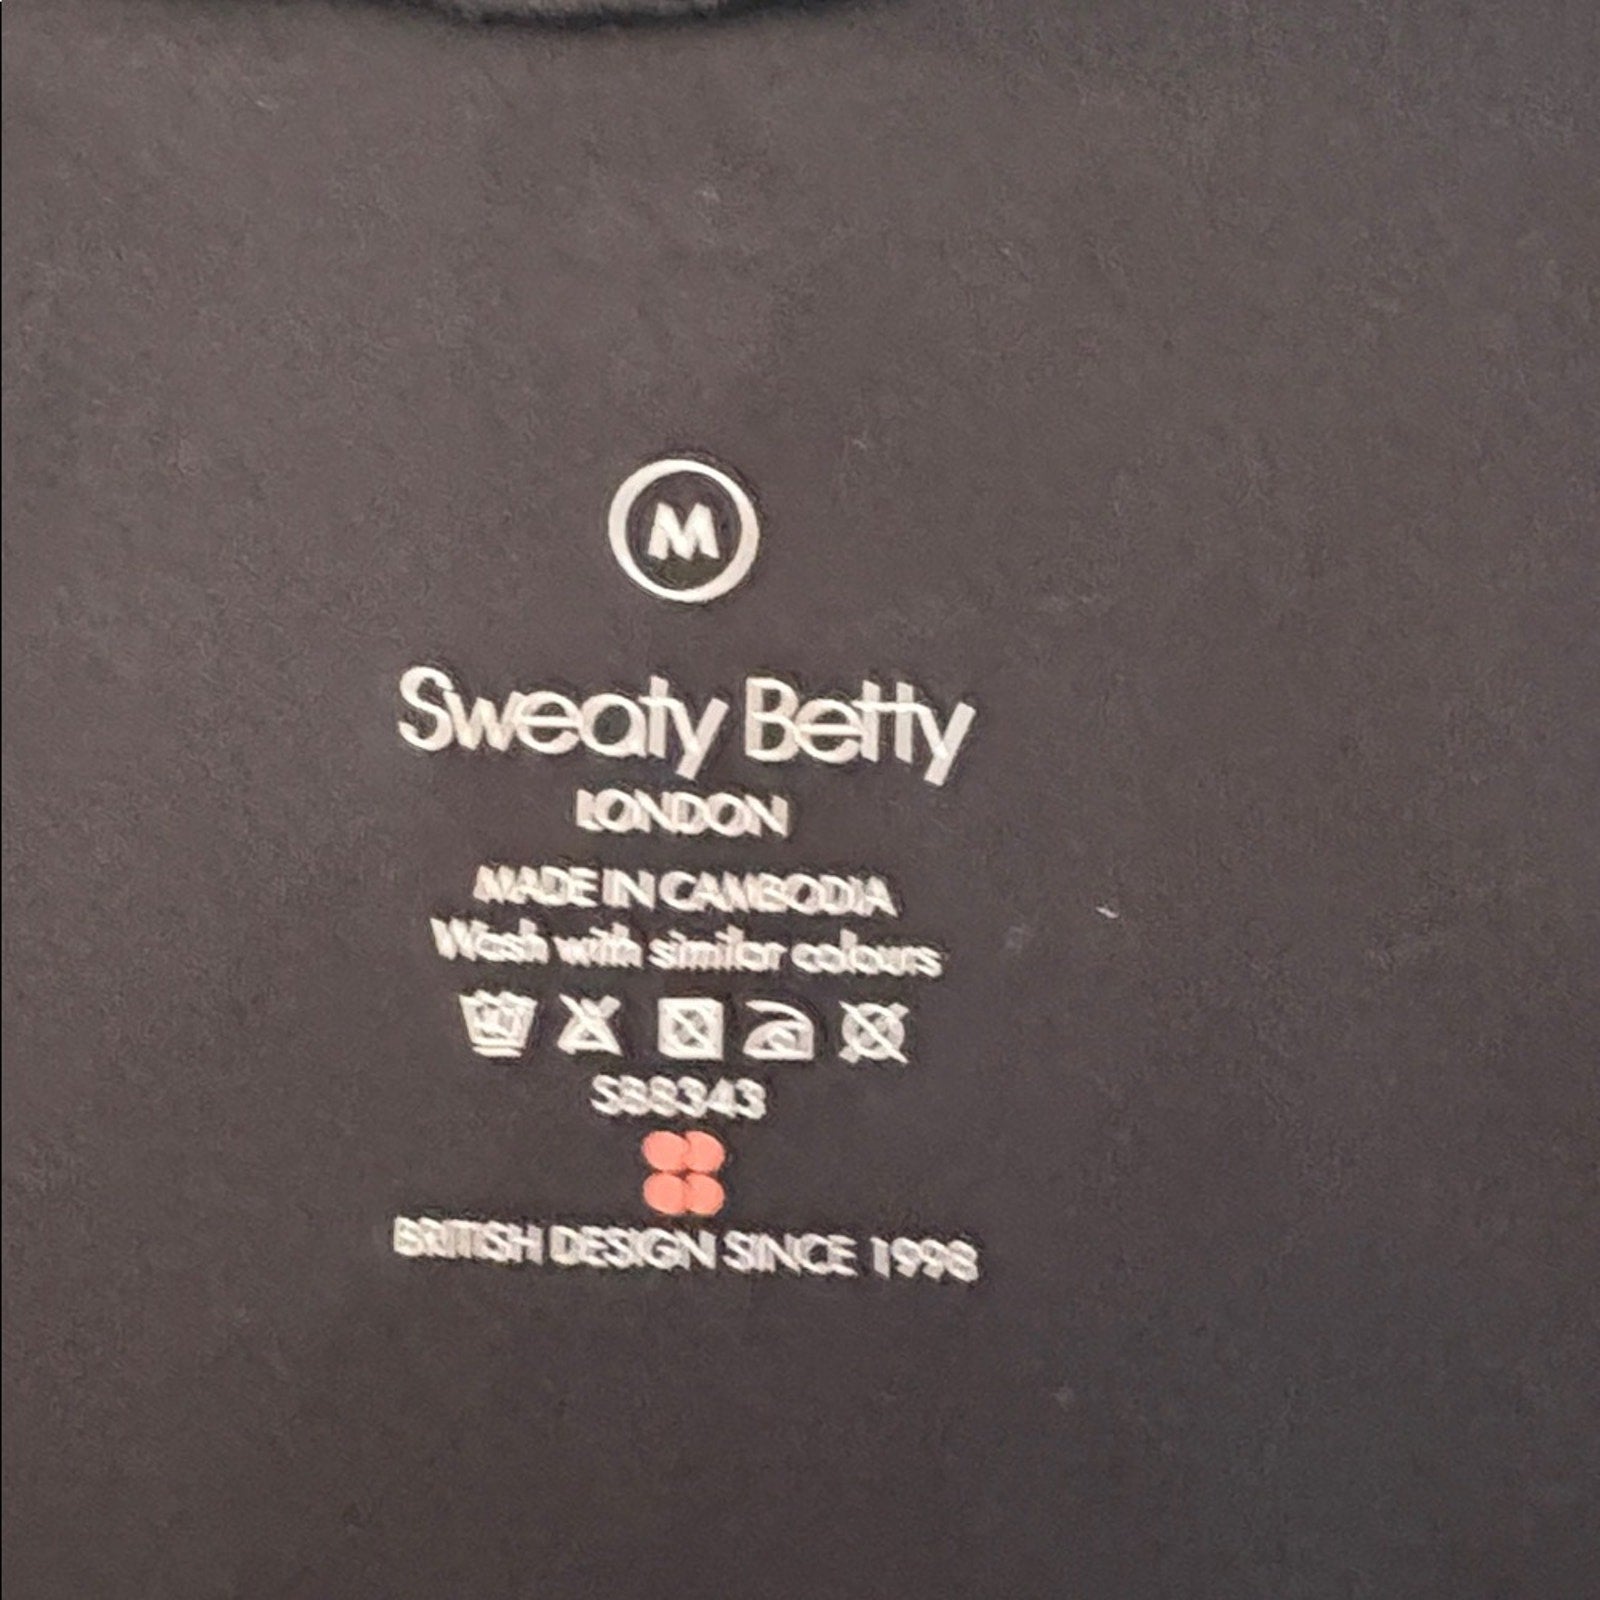 M
Sweaty Betty
LONDON
MADE IN CAMBODIA
Wash with similar colours
SB8343
BRITISH DESIGN SINCE 1998